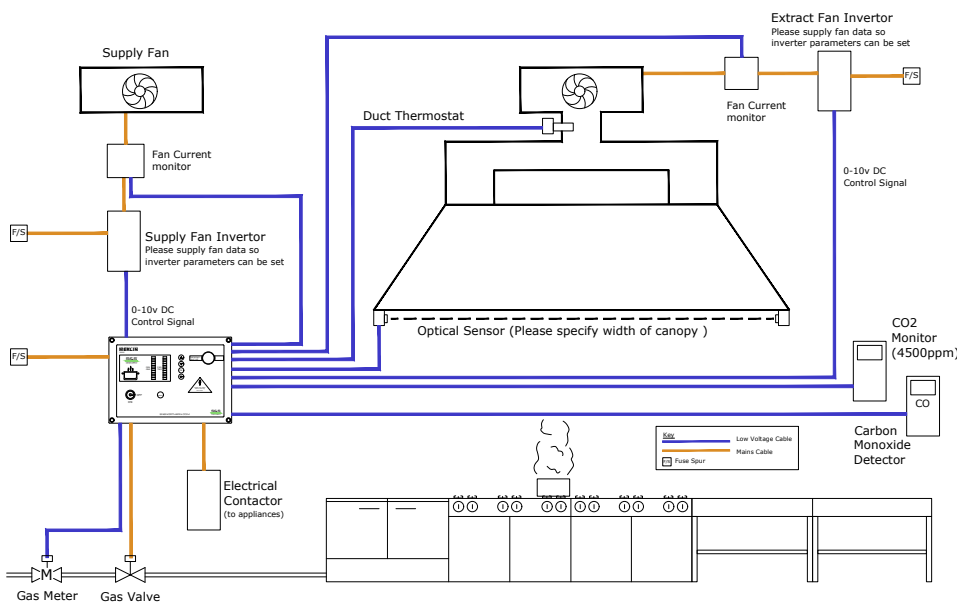 Extract Fan Invertor
Please supply fan data so
inverter parameters can be set
Supply Fan
F/S
Fan Current
monitor
Duct Thermostat
Fan Current
monitor
0-10v DC
Control Signal
F/S
Supply Fan Invertor
Please supply fan data so
inverter parameters can be set
0-10v DC
Control Signal
Optical Sensor (Please specify width of canopy )
CO2
Monitor
(4500ppm)
F/S
MERLIN
CO
Carbon
Monoxide
Detector
Key
Low Voltage Cable
Mains Cable
F/S Fuse Spur
Electrical
Contactor
(to appliances)
M
Gas Meter
Gas Valve